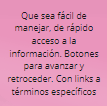 Que sea fácil de
manejar, de rápido
acceso a la
información. Botones
para avanzar y
retroceder. Con links a
términos específicos